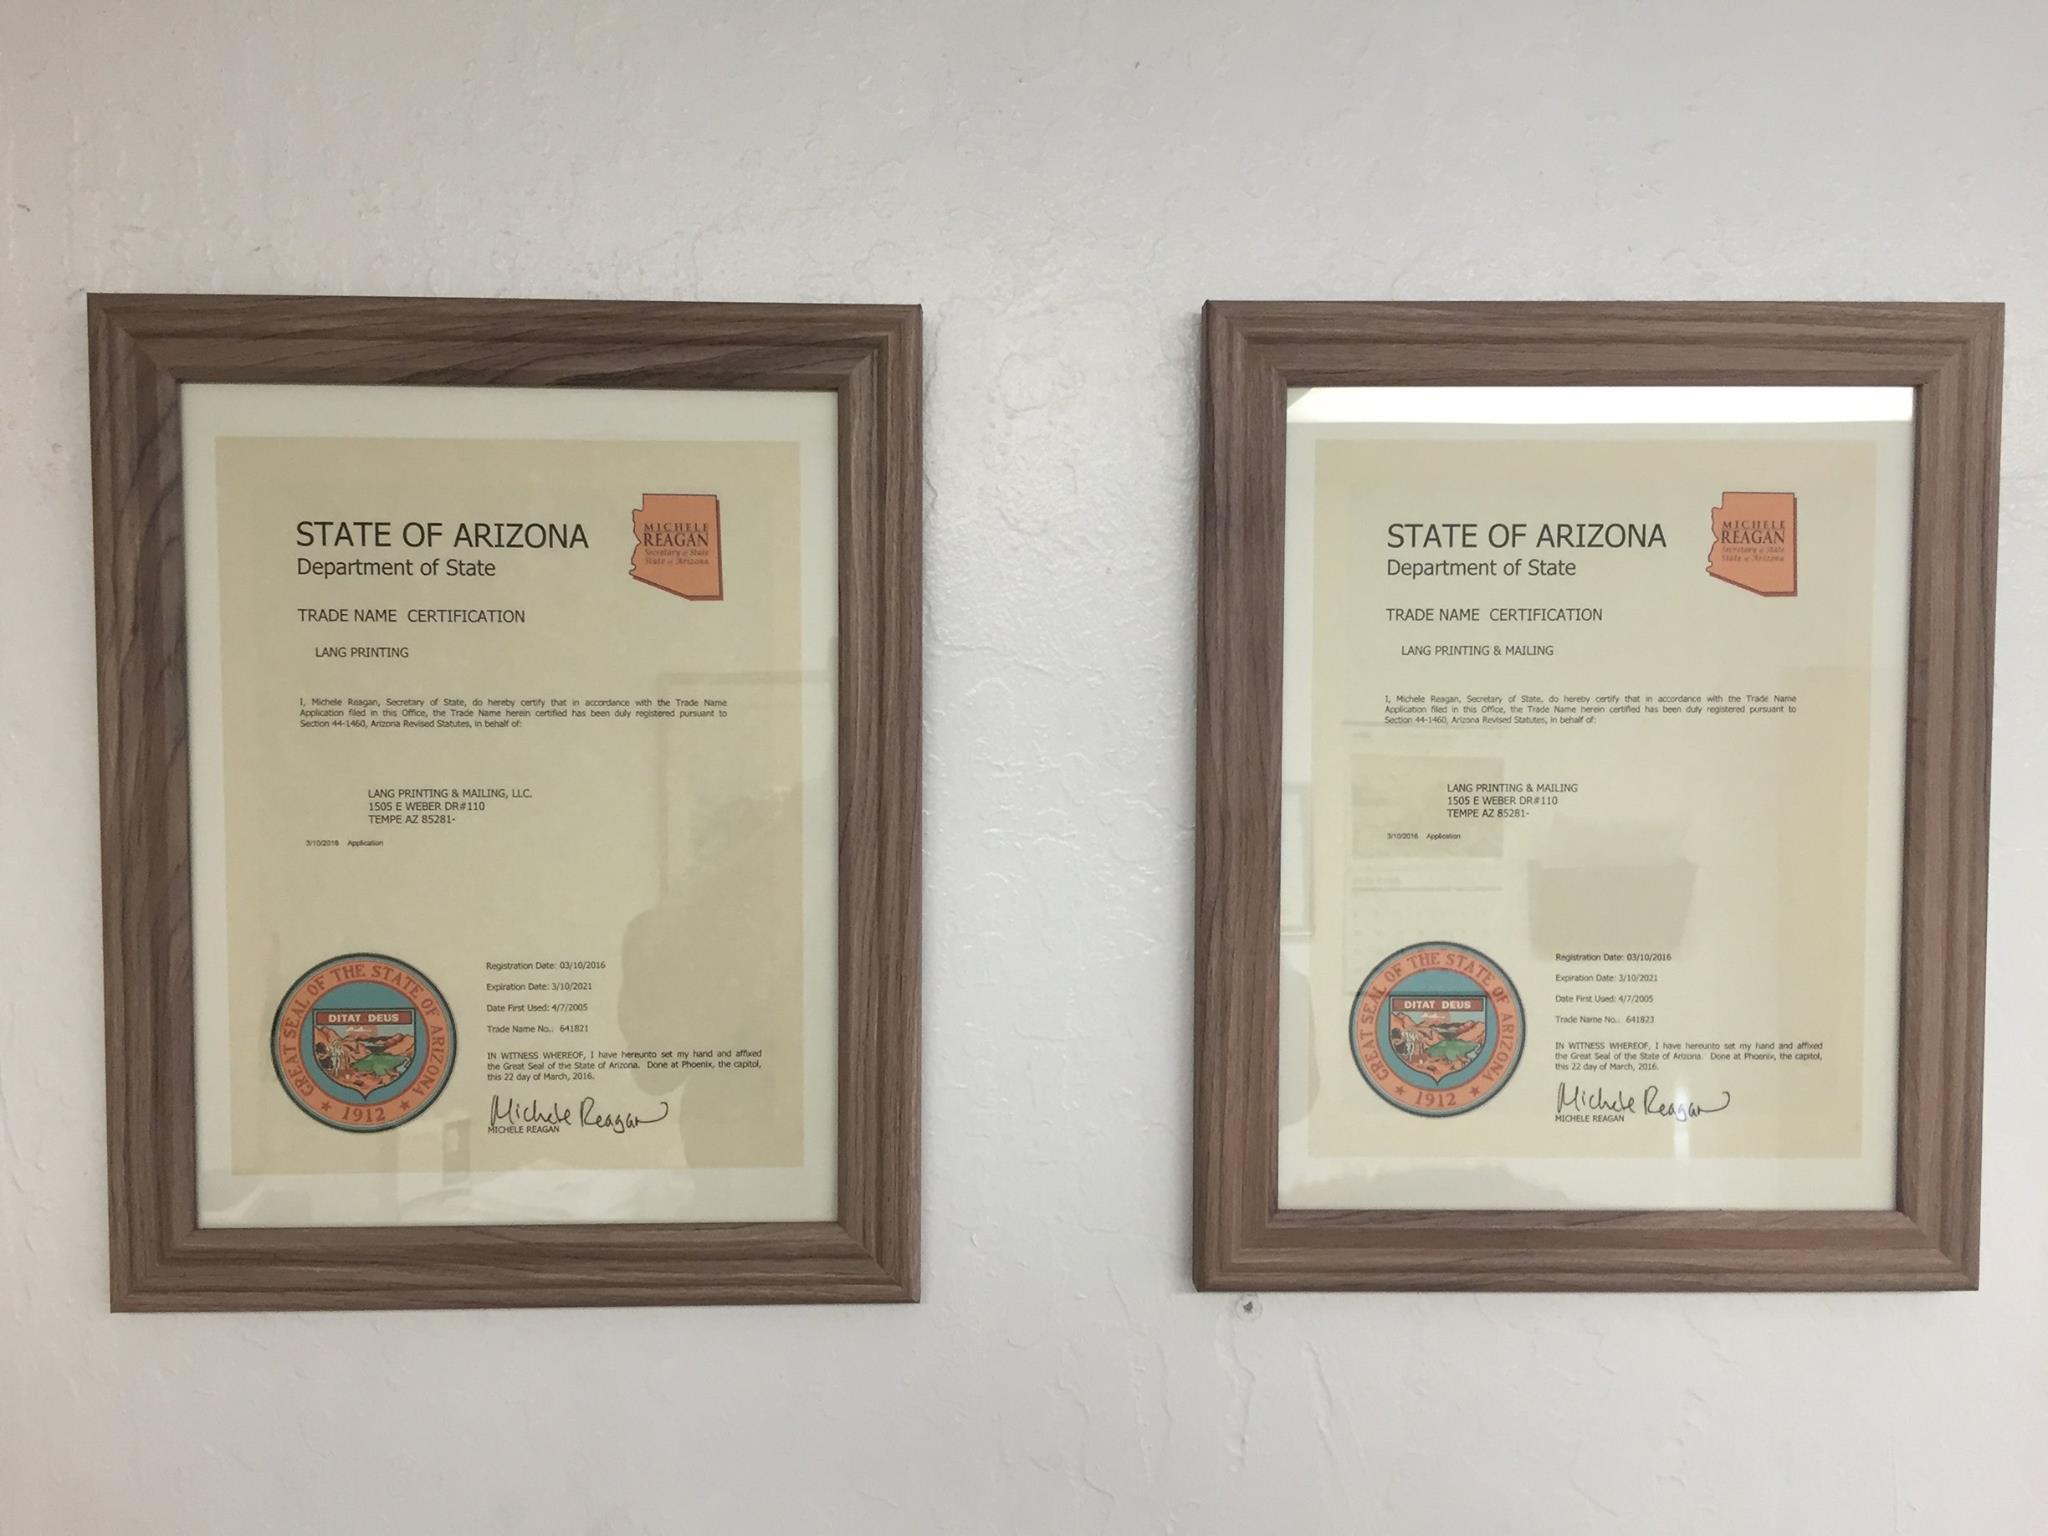 STATE OF ARIZONA
Department of State
MICHELE
REAGAN
Secretary of State
State of Arizona
TRADE NAME CERTIFICATION
LANG PRINTING
I, Michele Reagan, Secretary of State, do hereby certify that in accordance with the Trade Name
Application filed in this Office, the Trade Name herein certified has been duly registered pursuant to
Section 44-1460, Arizona Revised Statutes, in behalf of:
LANG PRINTING & MAILING, LLC.
1505 E WEBER DR#110
TEMPE AZ 85281-
3/10/2016 Application
GREAT SEAL OF THE STATE OF ARIZONA
DITAT DEUS
★ 1912 ★
Registration Date: 03/10/2016
Expiration Date: 3/10/2021
Date First Used: 4/7/2005
Trade Name No.: 641821
IN WITNESS WHEREOF, I have hereunto set my hand and affixed
the Great Seal of the State of Arizona. Done at Phoenix, the capitol,
this 22 day of March, 2016.
Michele Reagan
MICHELE REAGAN
STATE OF ARIZONA
Department of State
MICHELE
REAGAN
Secretary of State
State of Arizona
TRADE NAME CERTIFICATION
LANG PRINTING & MAILING
I, Michele Reagan, Secretary of State, do hereby certify that in accordance with the Trade Name
Application filed in this Office, the Trade Name herein certified has been duly registered pursuant to
Section 44-1460, Arizona Revised Statutes, in behalf of:
LANG PRINTING & MAILING
1505 E WEBER DR#110
TEMPE AZ 85281-
3/10/2016 Application
GREAT SEAL OF THE STATE OF ARIZONA
DITAT DEUS
★ 1912 ★
Registration Date: 03/10/2016
Expiration Date: 3/10/2021
Date First Used: 4/7/2005
Trade Name No.: 641823
IN WITNESS WHEREOF, I have hereunto set my hand and affixed
the Great Seal of the State of Arizona. Done at Phoenix, the capitol,
this 22 day of March, 2016.
Michele Reagan
MICHELE REAGAN